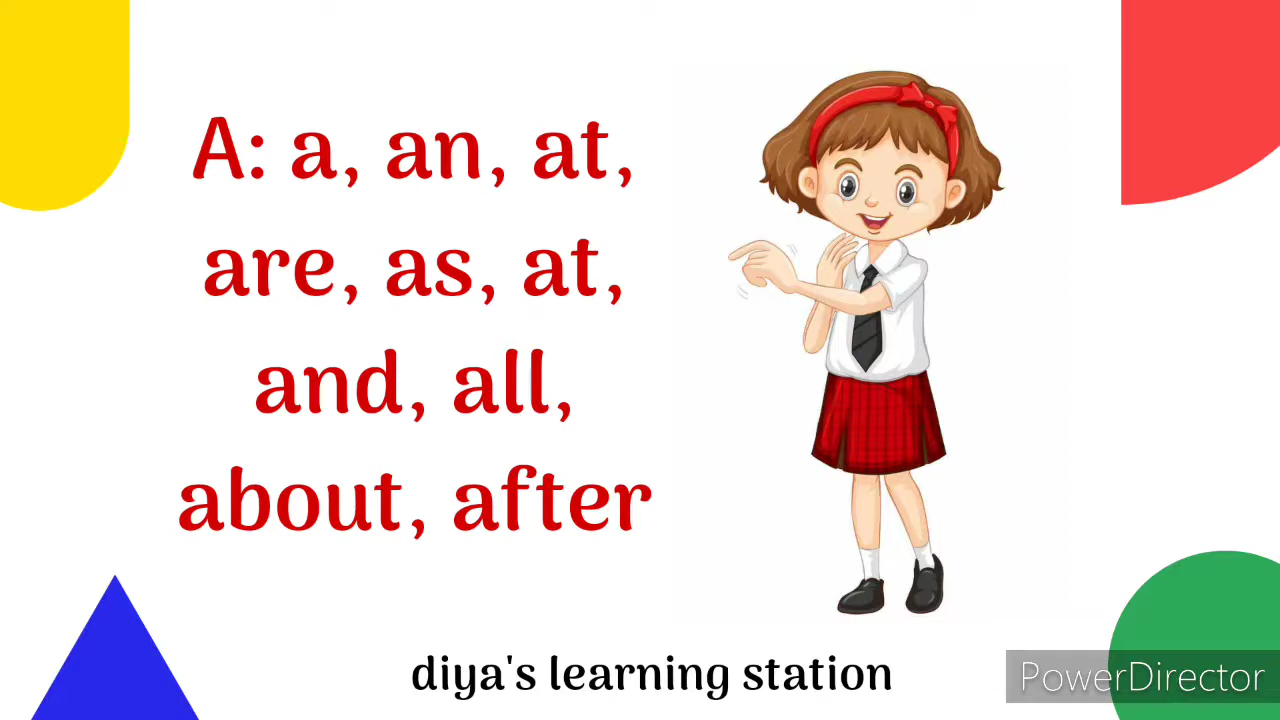 A: a, an, at,
are, as, at,
and, all,
about, after
diya's learning station
PowerDirector